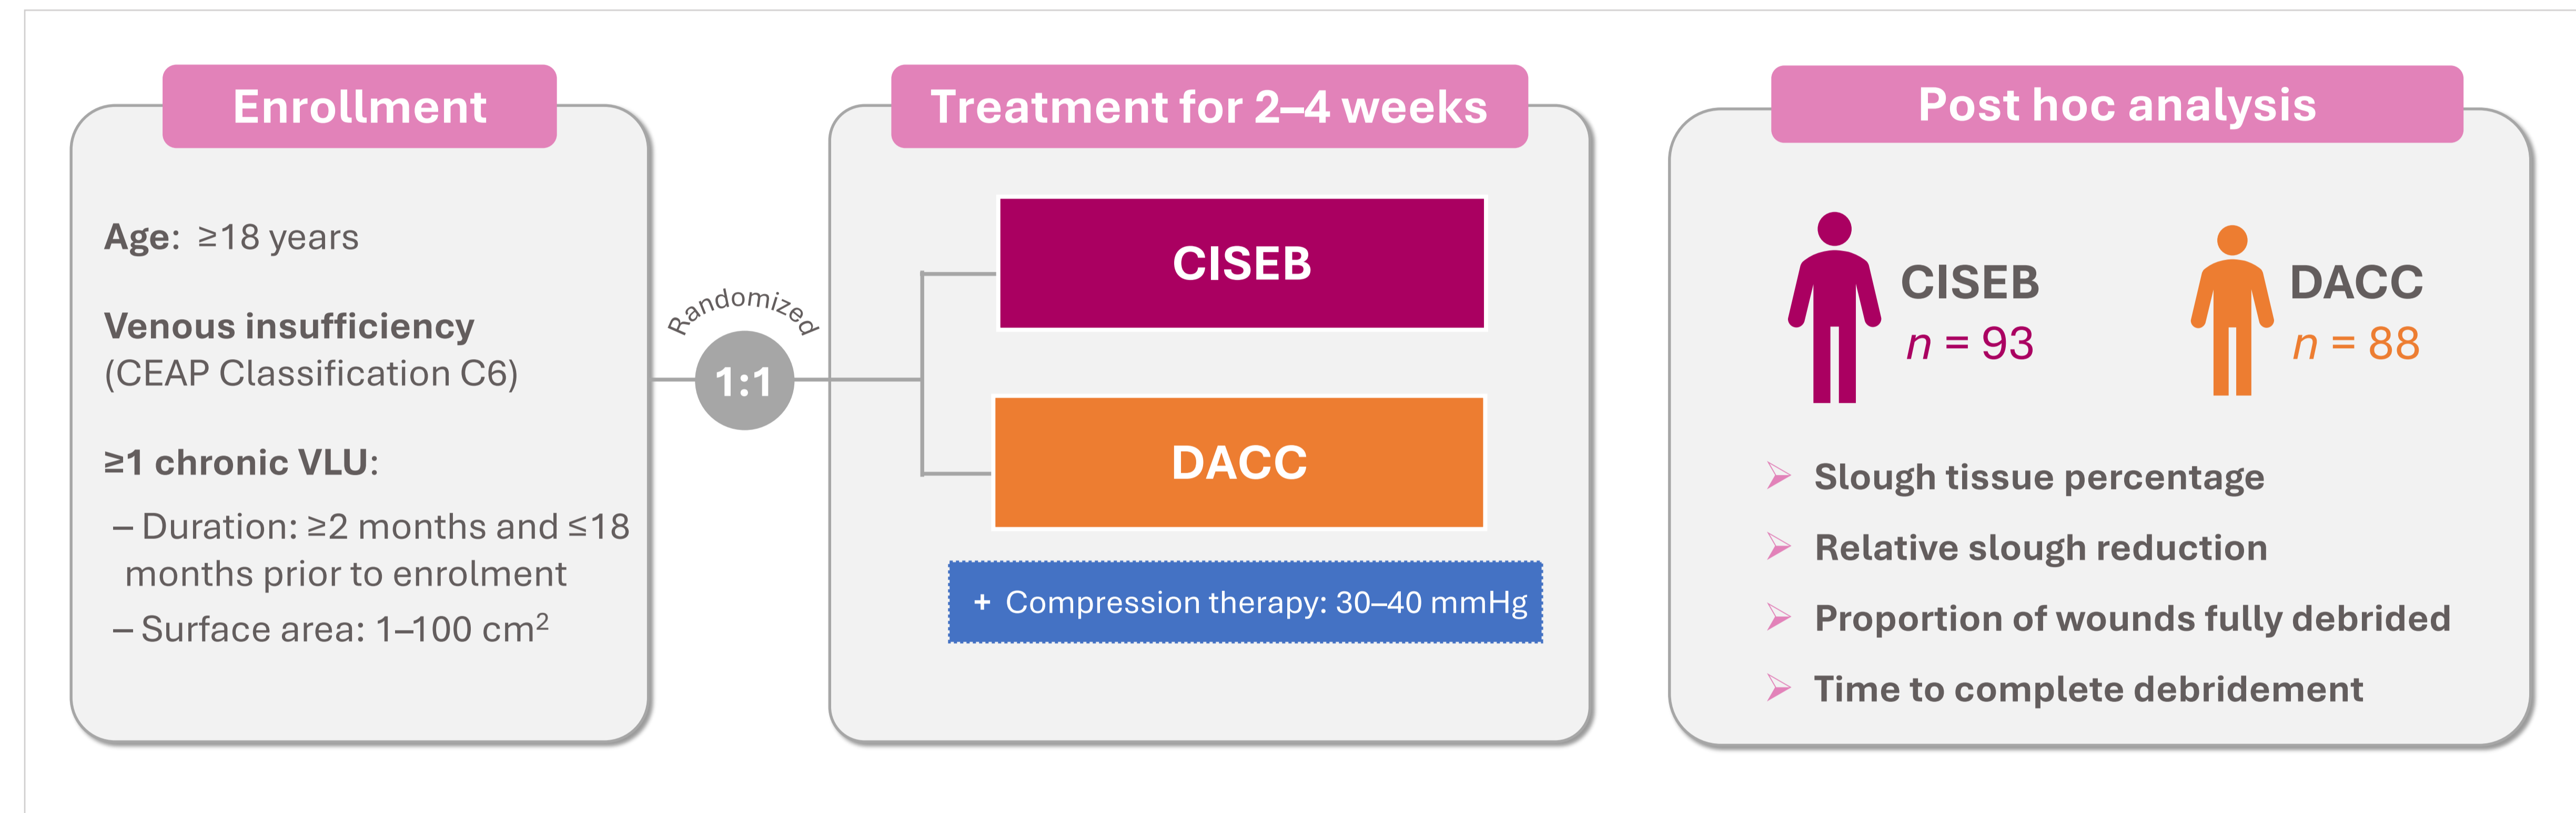 Enrollment
Age: ≥18 years
Venous insufficiency
(CEAP Classification C6)
≥1 chronic VLU:
– Duration: ≥2 months and ≤18
months prior to enrolment
– Surface area: 1–100 cm²
Randomized
1:1
Treatment for 2–4 weeks
CISEB
DACC
+ Compression therapy: 30–40 mmHg
Post hoc analysis
CISEB
n = 93
DACC
n = 88
➢ Slough tissue percentage
➢ Relative slough reduction
➢ Proportion of wounds fully debrided
➢ Time to complete debridement